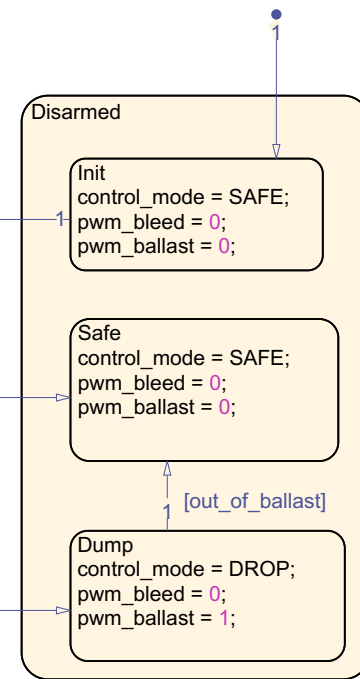 1
Disarmed
Init
control_mode = SAFE;
1 pwm_bleed = 0;
pwm_ballast = 0;
Safe
control_mode = SAFE;
pwm_bleed = 0;
pwm_ballast = 0;
1 [out_of_ballast]
Dump
control_mode = DROP;
pwm_bleed = 0;
pwm_ballast = 1;